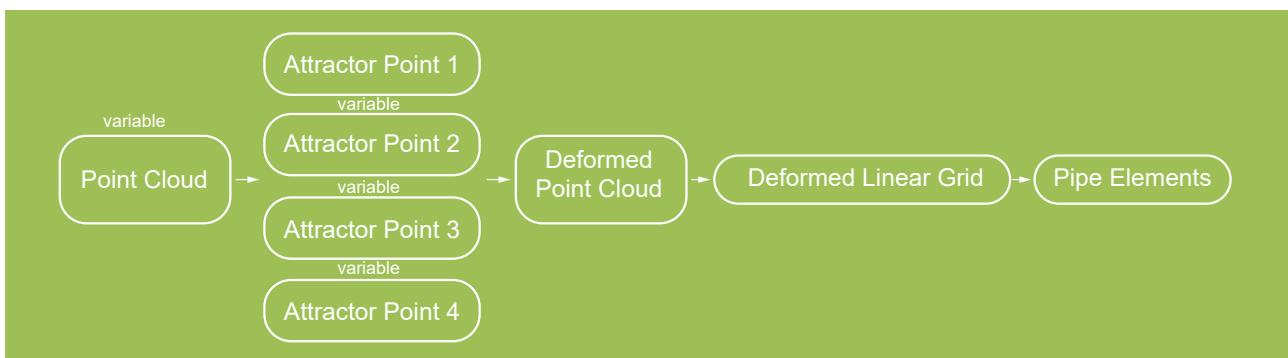 variable
Point Cloud
Attractor Point 1
variable
Attractor Point 2
variable
Attractor Point 3
variable
Attractor Point 4
Deformed
Point Cloud
Deformed Linear Grid
Pipe Elements